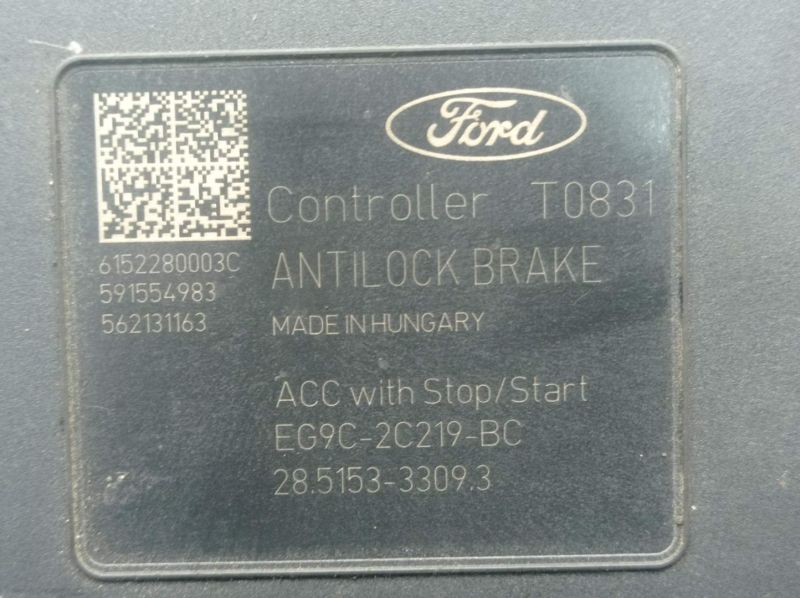 Ford
Controller T0831
6152280003C
591554983
562131163
ANTILOCK BRAKE
MADE IN HUNGARY
ACC with Stop/Start
EG9C-2C219-BC
28.5153-3309.3